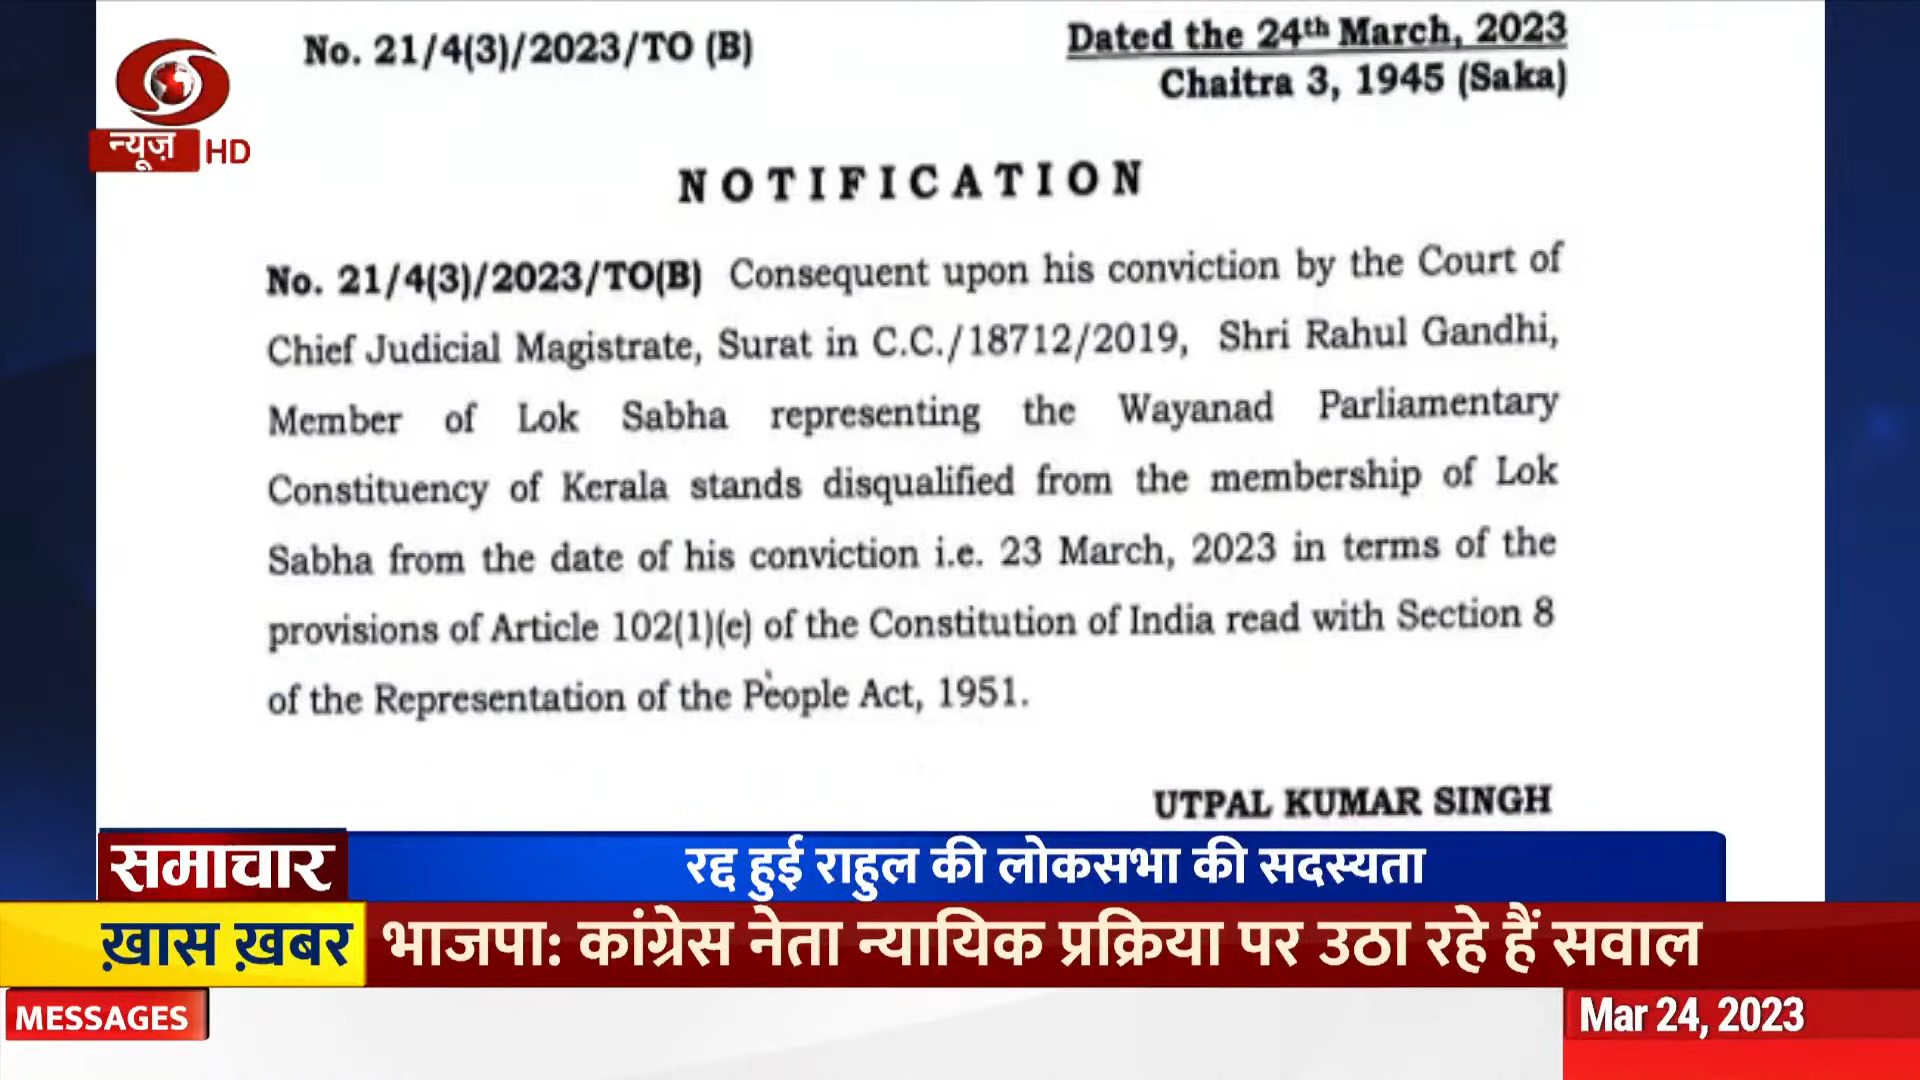 No. 21/4(3)/2023/TO (B)
Dated the 24th March, 2023
Chaitra 3, 1945 (Saka)
न्यूज़ HD
NOTIFICATION
No. 21/4(3)/2023/TO(B) Consequent upon his conviction by the Court of
Chief Judicial Magistrate, Surat in C.C./18712/2019, Shri Rahul Gandhi,
Member of Lok Sabha representing the Wayanad Parliamentary
Constituency of Kerala stands disqualified from the membership of Lok
Sabha from the date of his conviction i.e. 23 March, 2023 in terms of the
provisions of Article 102(1)(e) of the Constitution of India read with Section 8
of the Representation of the People Act, 1951.
UTPAL KUMAR SINGH
समाचार
रद्द हुई राहुल की लोकसभा की सदस्यता
ख़ास ख़बर
भाजपा: कांग्रेस नेता न्यायिक प्रक्रिया पर उठा रहे हैं सवाल
MESSAGES
Mar 24, 2023